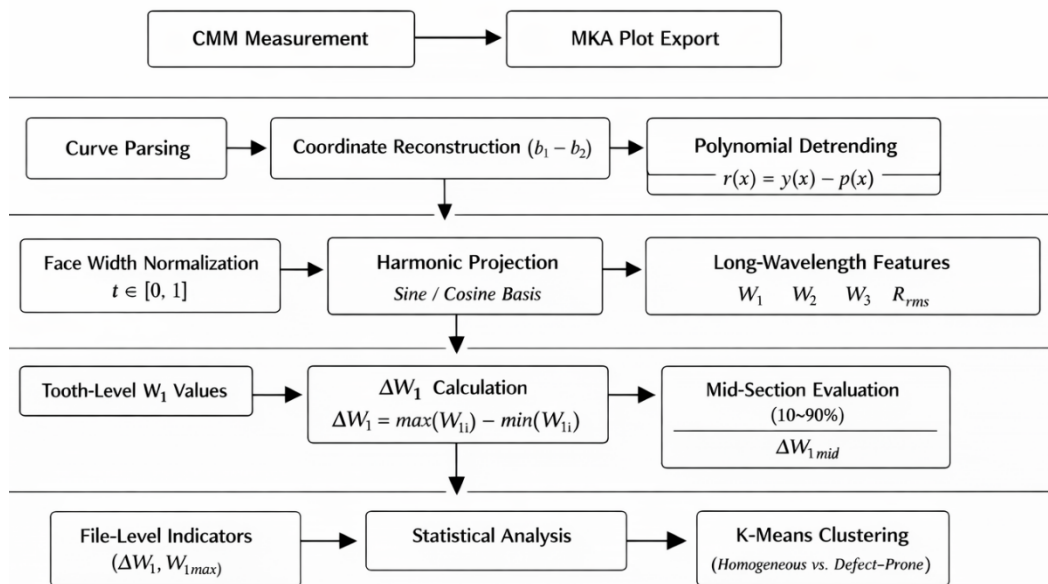 CMM Measurement
MKA Plot Export
Curve Parsing
Coordinate Reconstruction (b₁ – b₂)
Polynomial Detrending
r(x) = y(x) – p(x)
Face Width Normalization
t ∈ [0, 1]
Harmonic Projection
Sine / Cosine Basis
Long-Wavelength Features
W₁ W₂ W₃ Rᵣₘₛ
Tooth-Level W₁ Values
ΔW₁ Calculation
ΔW₁ = max(W₁ᵢ) – min(W₁ᵢ)
Mid-Section Evaluation
(10~90%)
ΔW₁mid
File-Level Indicators
(ΔW₁, W₁max)
Statistical Analysis
K-Means Clustering
(Homogeneous vs. Defect–Prone)